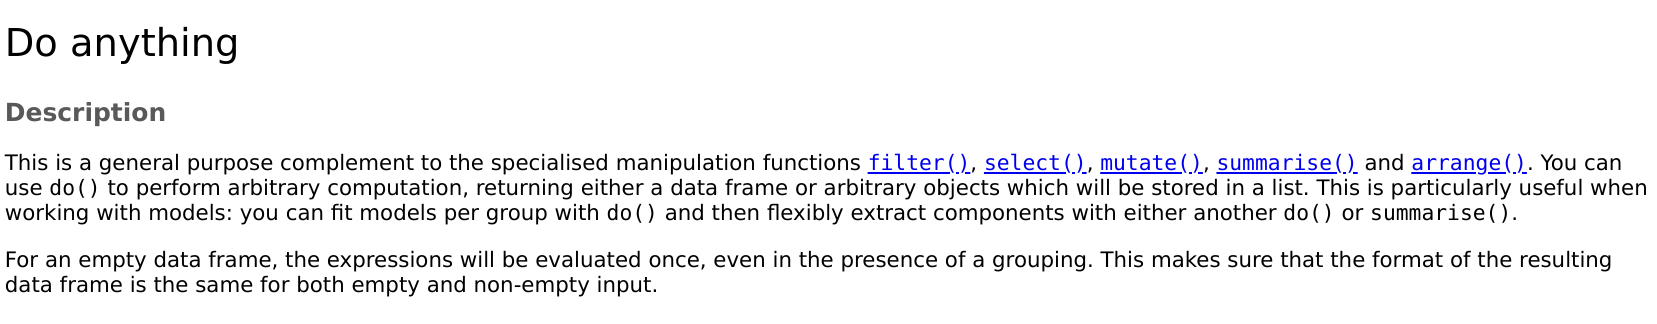 Do anything
Description
This is a general purpose complement to the specialised manipulation functions filter(), select(), mutate(), summarise() and arrange(). You can
use do() to perform arbitrary computation, returning either a data frame or arbitrary objects which will be stored in a list. This is particularly useful when
working with models: you can fit models per group with do() and then flexibly extract components with either another do() or summarise().
For an empty data frame, the expressions will be evaluated once, even in the presence of a grouping. This makes sure that the format of the resulting
data frame is the same for both empty and non-empty input.